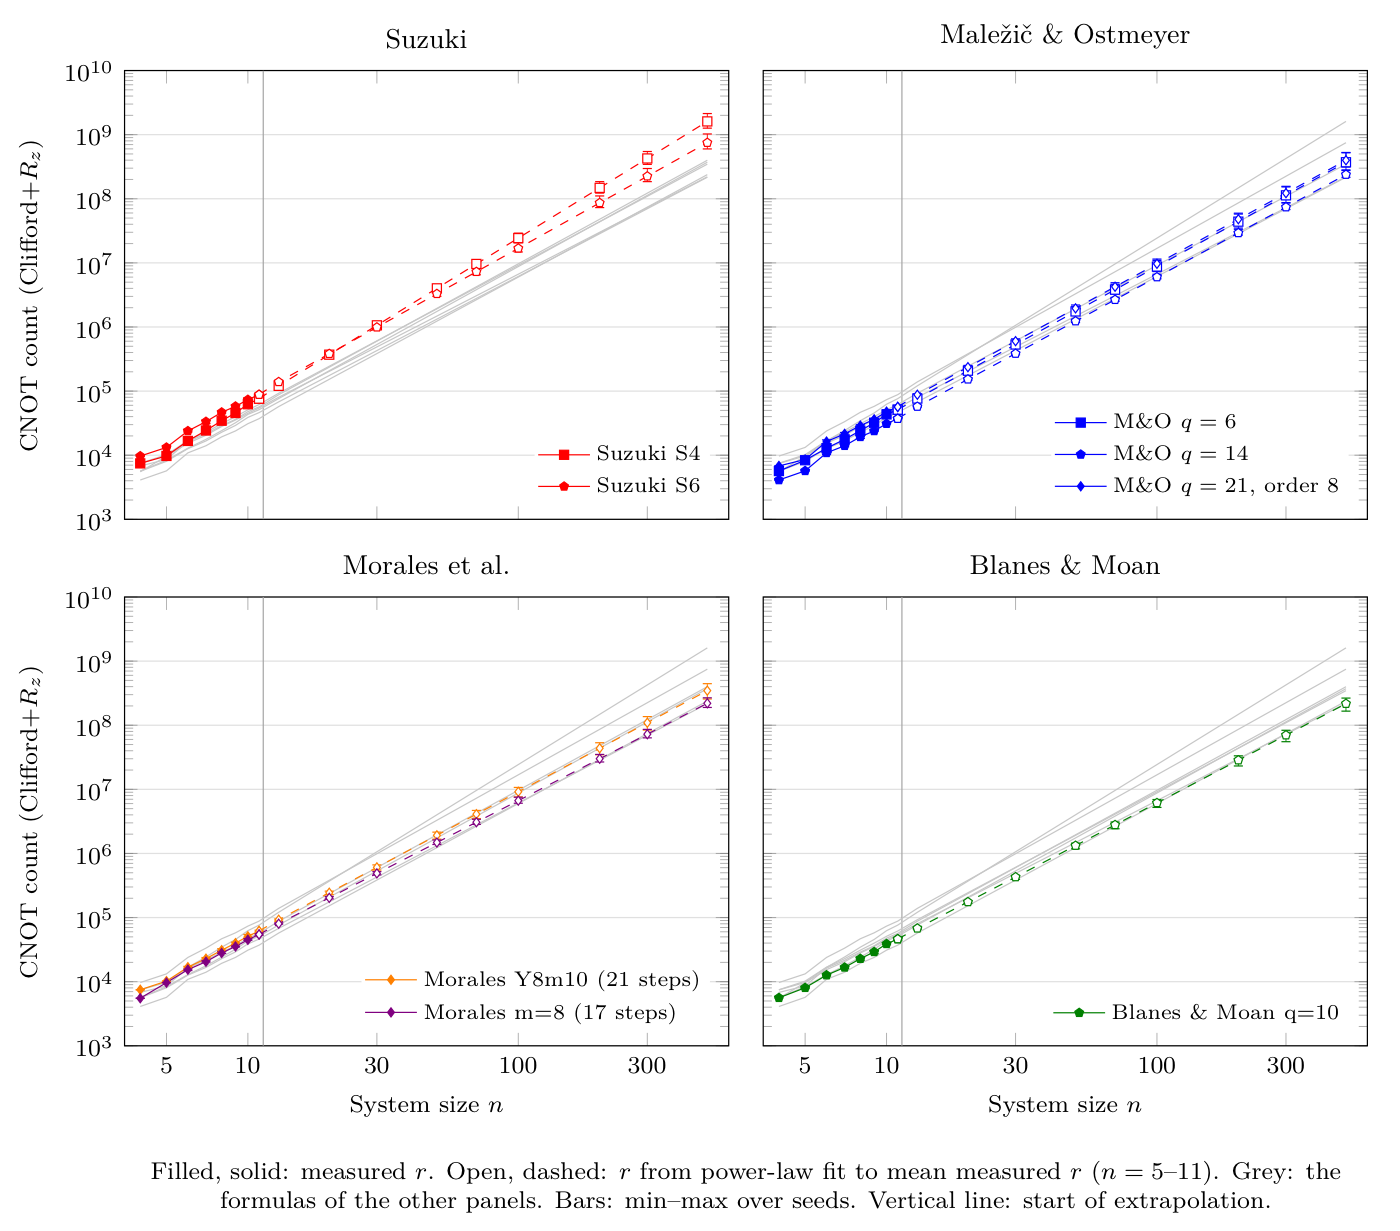 Suzuki
Maležič & Ostmeyer
CNOT count (Clifford+R_z)
10^10
10^9
10^8
10^7
10^6
10^5
10^4
10^3
Suzuki S4
Suzuki S6
M&O q = 6
M&O q = 14
M&O q = 21, order 8
Morales et al.
Blanes & Moan
CNOT count (Clifford+R_z)
10^10
10^9
10^8
10^7
10^6
10^5
10^4
10^3
Morales Y8m10 (21 steps)
Morales m=8 (17 steps)
Blanes & Moan q=10
5 10 30 100 300
5 10 30 100 300
System size n
System size n
Filled, solid: measured r. Open, dashed: r from power-law fit to mean measured r (n = 5–11). Grey: the
formulas of the other panels. Bars: min–max over seeds. Vertical line: start of extrapolation.